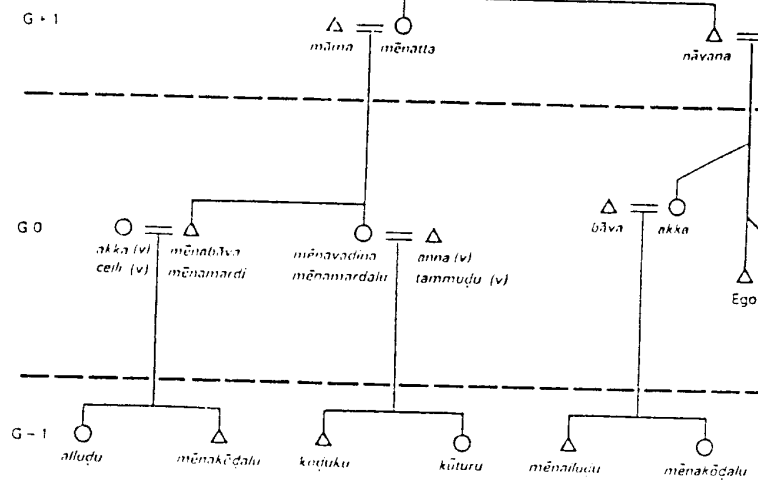 G + 1
māma mēnatta
nāvana
G 0
akka (v) mēnabāva
mēnavadina
anna (v)
bāva akka
celli (v) mēnamardi
mēnamardalu
tammuḍu (v)
Ego
G – 1
alluḍu
mēnakōḍalu
koḍuku
kūturu
mēnalluḍu
mēnakōḍalu